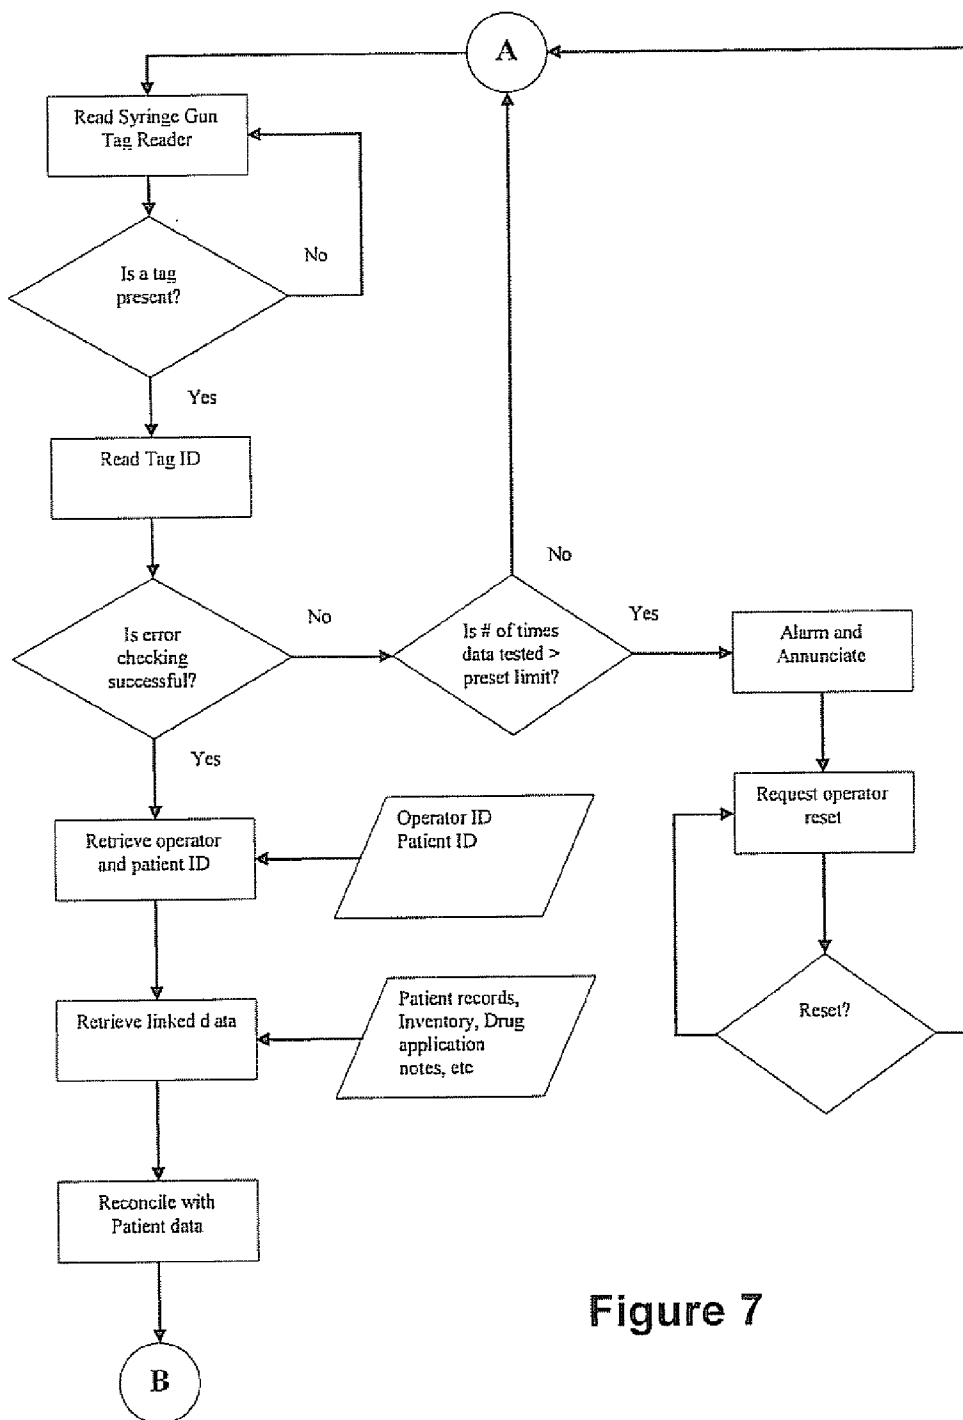 A
Read Syringe Gun
Tag Reader
No
Is a tag
present?
Yes
Read Tag ID
No
Is error
checking
successful?
No
Is # of times
data tested >
preset limit?
Yes
Alarm and
Annunciate
Yes
Request operator
reset
Operator ID
Patient ID
Retrieve operator
and patient ID
Patient records,
Inventory, Drug
application
notes, etc
Retrieve linked data
Reset?
Reconcile with
Patient data
Figure 7
B